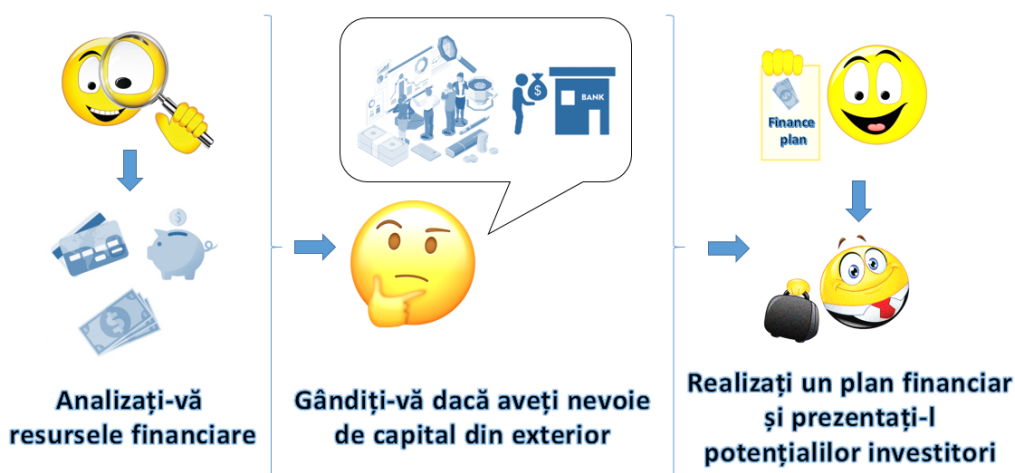 BANK
Finance
plan
Analizați-vă
resursele financiare
Gândiți-vă dacă aveți nevoie
de capital din exterior
Realizați un plan financiar
și prezentați-l
potențialilor investitori